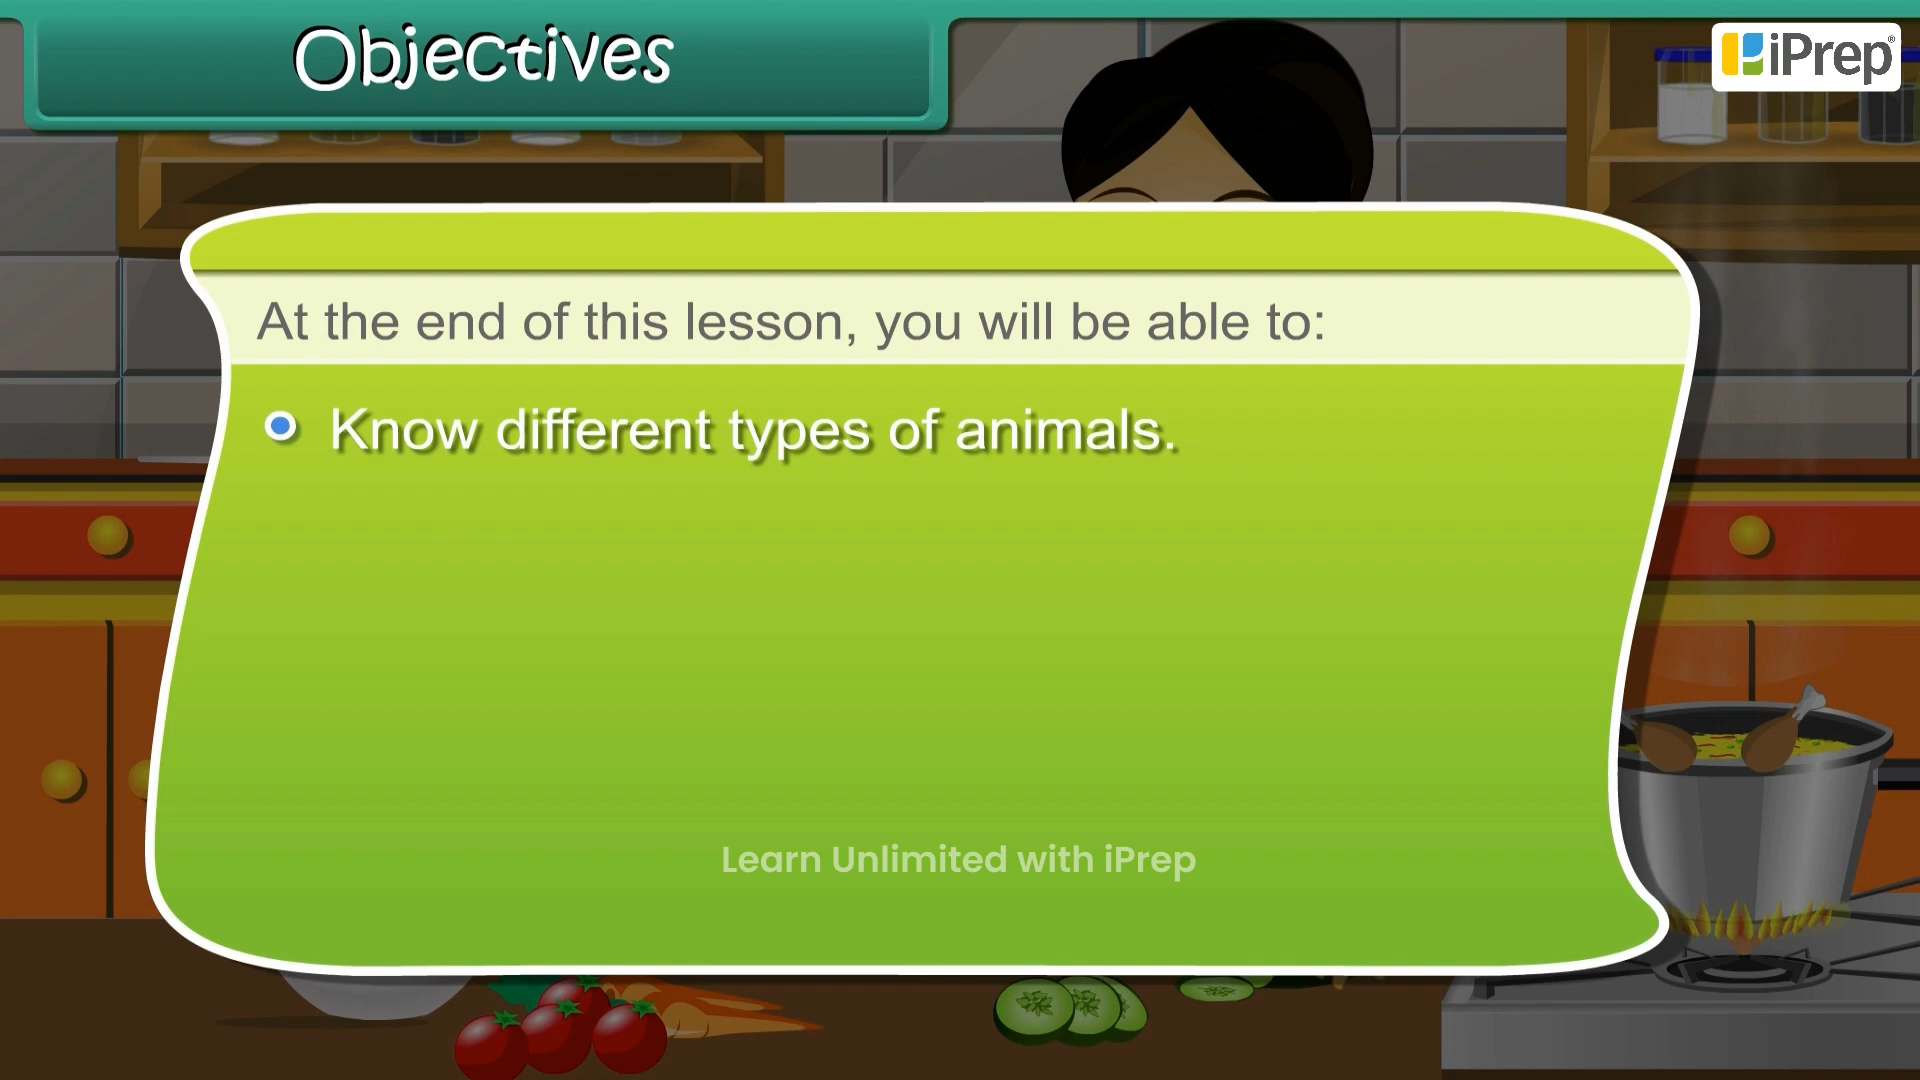 Objectives
iPrep®
At the end of this lesson, you will be able to:
Know different types of animals.
Learn Unlimited with iPrep